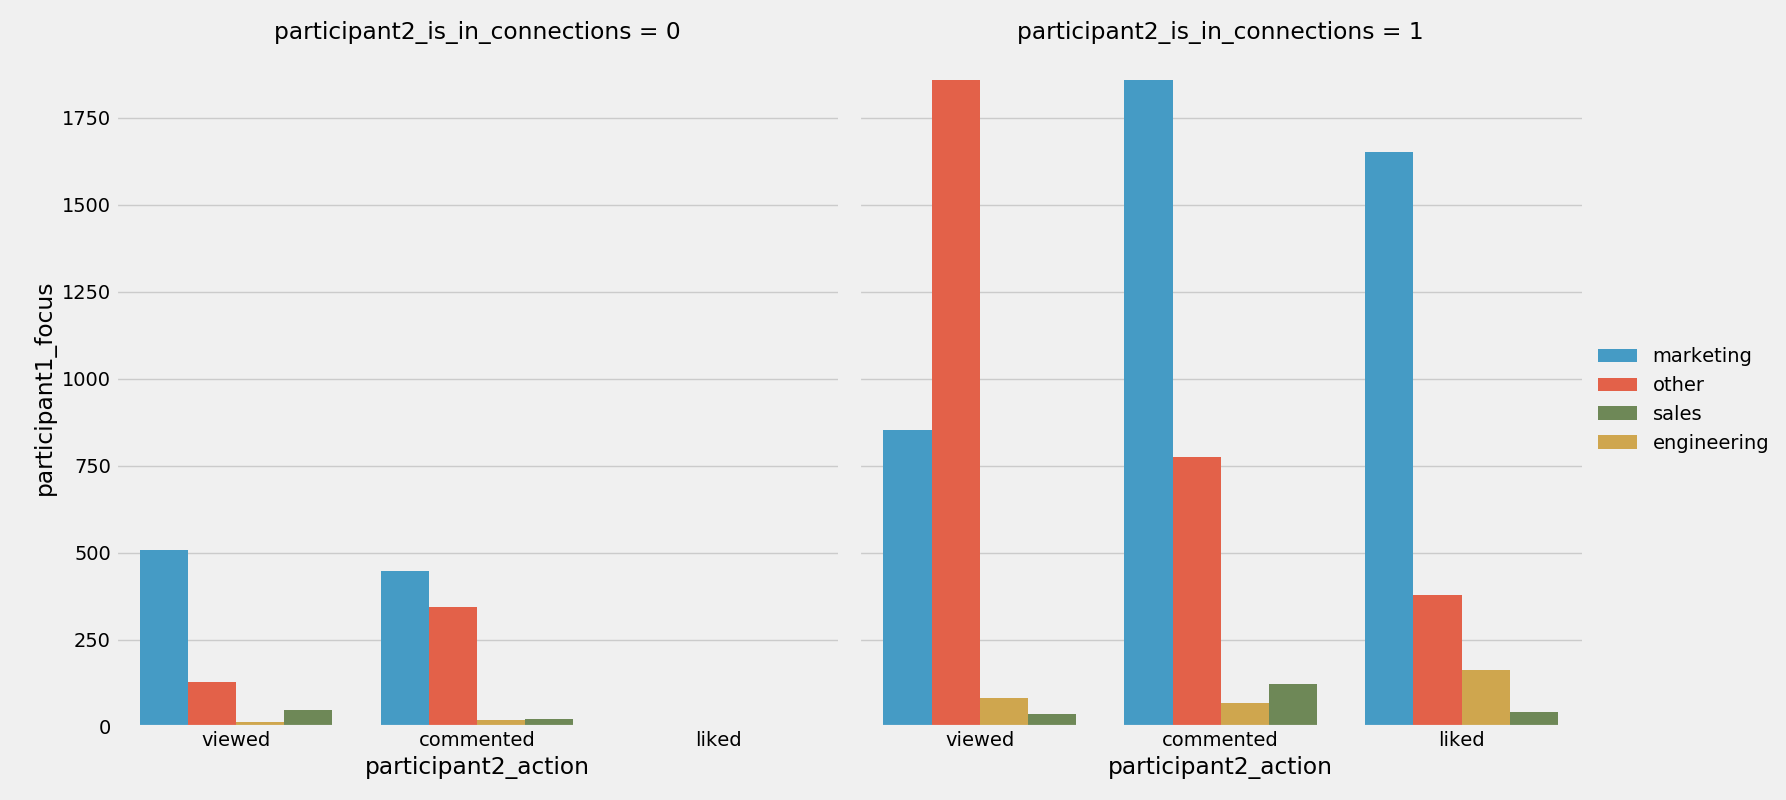 participant2_is_in_connections = 0
participant2_is_in_connections = 1
participant1_focus
1750
1500
1250
1000
750
500
250
0
viewed
commented
liked
participant2_action
viewed
commented
liked
participant2_action
marketing
other
sales
engineering